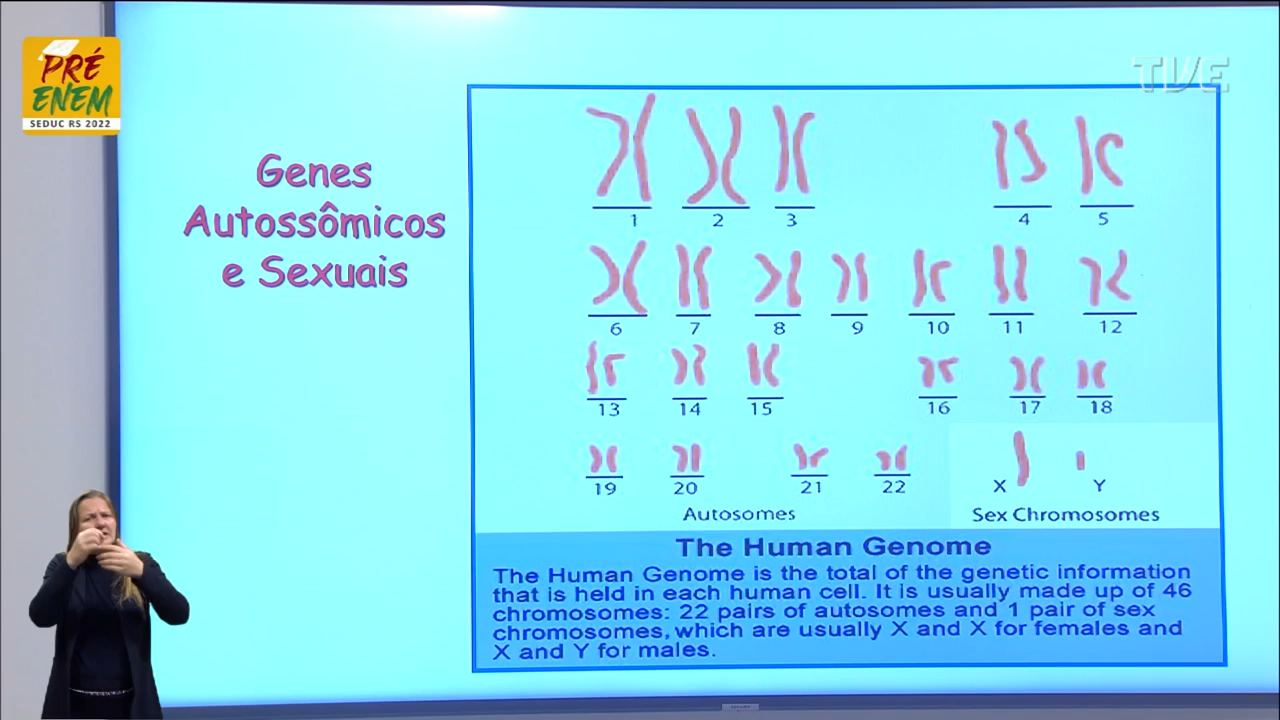 PRÉ
ENEM
SEDUC RS 2022
TVE
Genes
Autossômicos
e Sexuais
1 2 3 4 5
6 7 8 9 10 11 12
13 14 15 16 17 18
19 20 21 22 X Y
Autosomes Sex Chromosomes
The Human Genome
The Human Genome is the total of the genetic information
that is held in each human cell. It is usually made up of 46
chromosomes: 22 pairs of autosomes and 1 pair of sex
chromosomes, which are usually X and X for females and
X and Y for males.